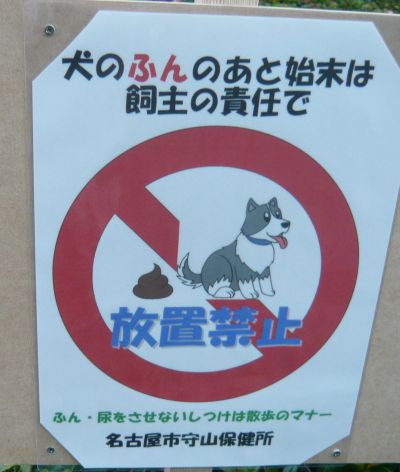 犬のふんのあと始末は
飼主の責任で
放置禁止
ふん・尿をさせないしつけは散歩のマナー
名古屋市守山保健所